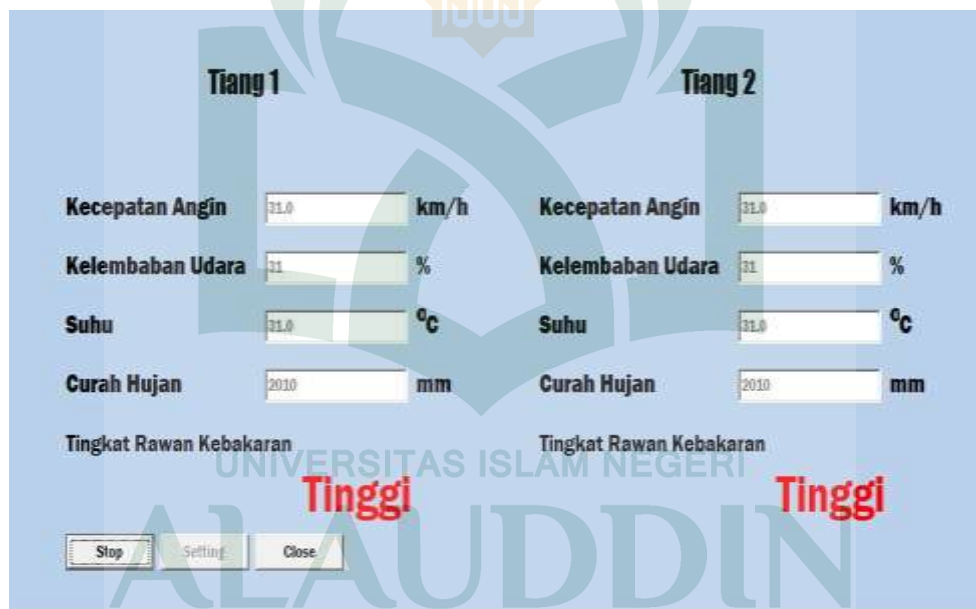 Tiang 1 Tiang 2
Kecepatan Angin 31.0 km/h Kecepatan Angin 31.0 km/h
Kelembaban Udara 31 % Kelembaban Udara 31 %
Suhu 31.0 ⁰C Suhu 31.0 ⁰C
Curah Hujan 2010 mm Curah Hujan 2010 mm
Tingkat Rawan Kebakaran Tingkat Rawan Kebakaran
UNIVERSITAS ISLAM NEGERI
Tinggi Tinggi
Stop Setting Close
ALAUDDIN